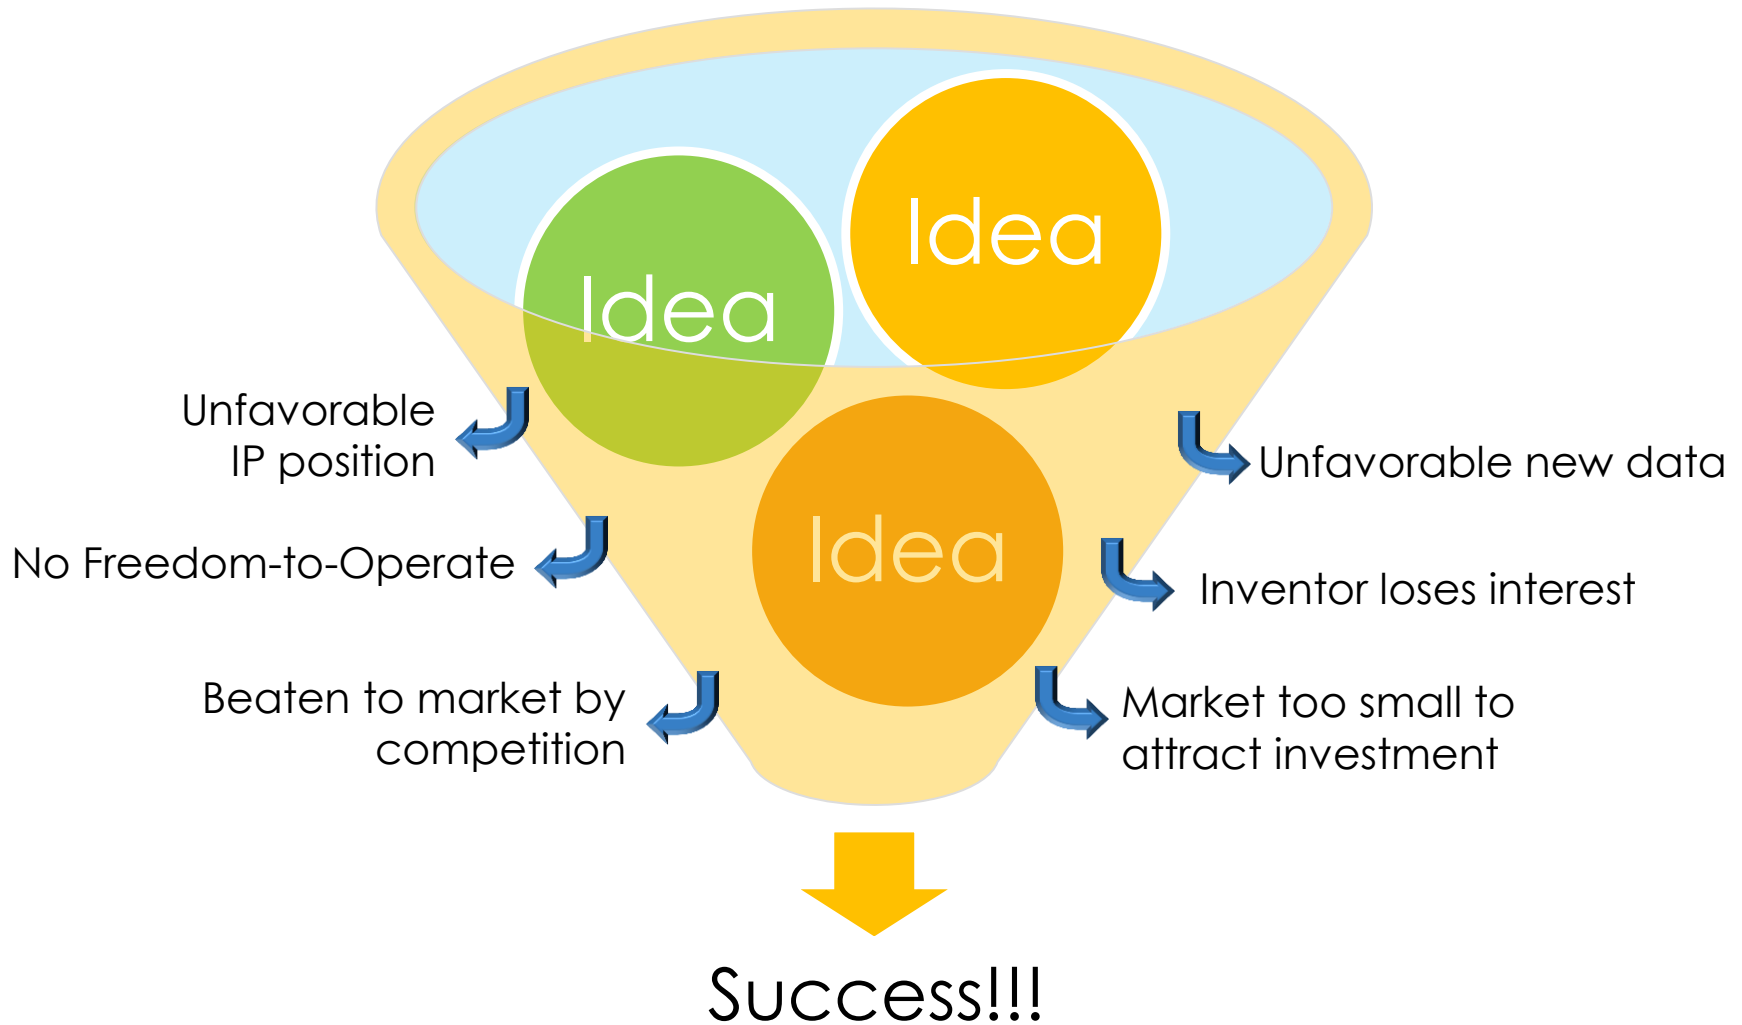 Idea
Idea
Idea
Unfavorable
IP position
No Freedom-to-Operate
Beaten to market by
competition
Unfavorable new data
Inventor loses interest
Market too small to
attract investment
Success!!!